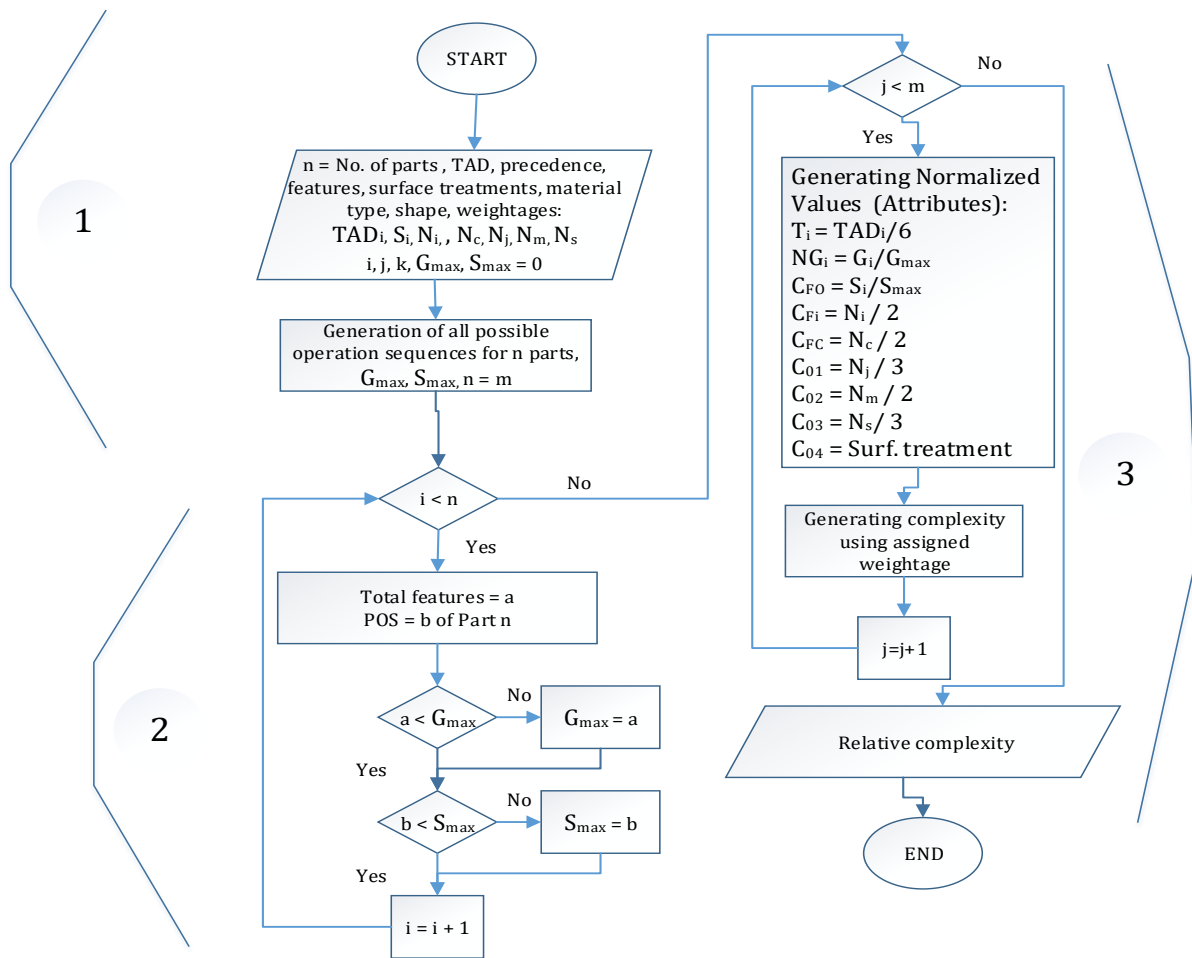 1
START
n = No. of parts , TAD, precedence,
features, surface treatments, material
type, shape, weightages:
TADi, Si, Ni, , Nc, Nj, Nm, Ns
i, j, k, Gmax, Smax = 0
Generation of all possible
operation sequences for n parts,
Gmax, Smax, n = m
2
i < n
No
Yes
Total features = a
POS = b of Part n
a < Gmax
No
Gmax = a
Yes
b < Smax
No
Smax = b
Yes
i = i + 1
3
j < m
No
Yes
Generating Normalized
Values (Attributes):
Ti = TADi/6
NGi = Gi/Gmax
CFO = Si/Smax
CFi = Ni / 2
CFC = Nc / 2
C01 = Nj / 3
C02 = Nm / 2
C03 = Ns/ 3
C04 = Surf. treatment
Generating complexity
using assigned
weightage
j=j+1
Relative complexity
END